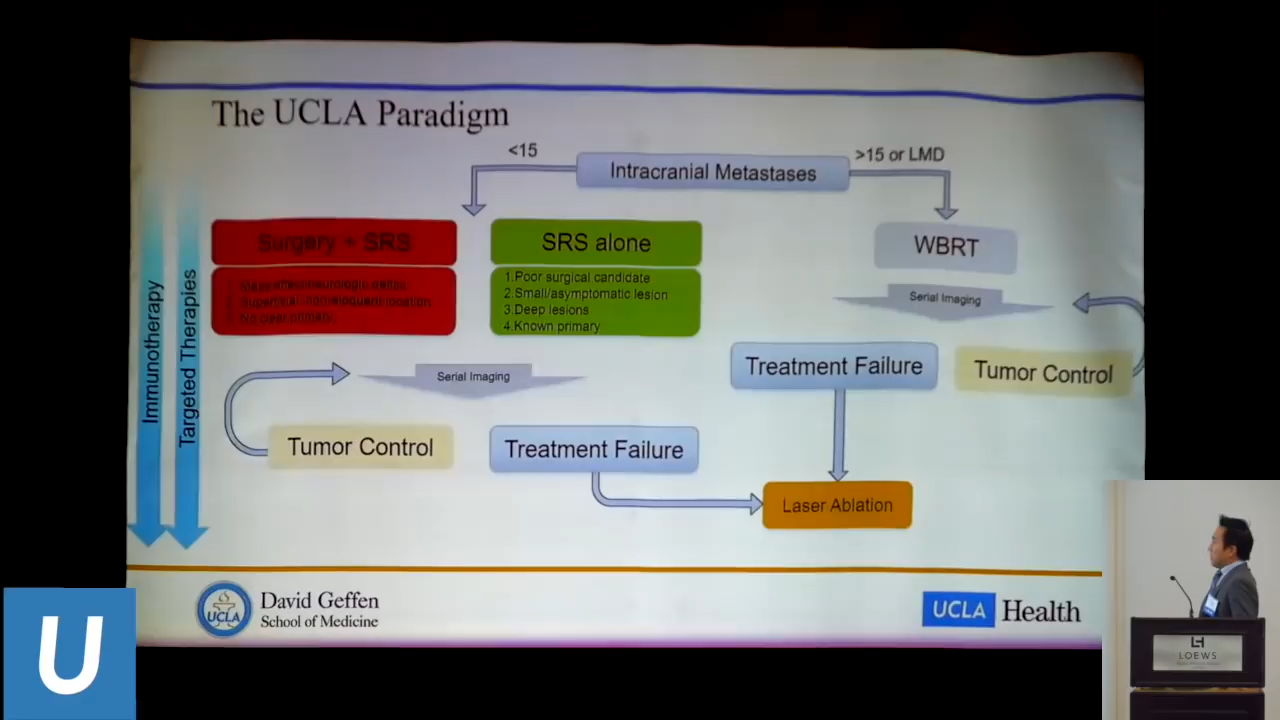 The UCLA Paradigm
<15
Intracranial Metastases
>15 or LMD
Surgery + SRS
Mass effect/neurologic deficit
Superficial, non-eloquent location
No clear primary
SRS alone
1.Poor surgical candidate
2.Small/asymptomatic lesion
3.Deep lesions
4.Known primary
WBRT
Serial Imaging
Immunotherapy
Targeted Therapies
Treatment Failure
Tumor Control
Serial Imaging
Tumor Control
Treatment Failure
Laser Ablation
UCLA
David Geffen
School of Medicine
UCLA Health
U
LOEWS